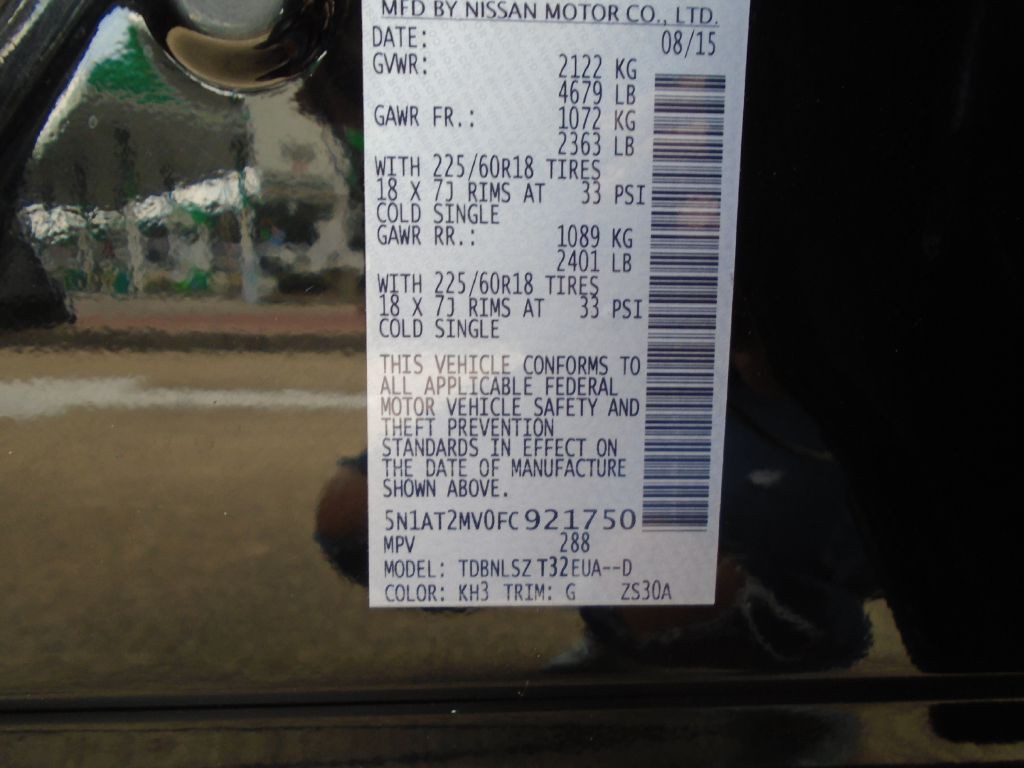 MFD BY NISSAN MOTOR CO., LTD.
DATE: 08/15
GVWR: 2122 KG
4679 LB
GAWR FR.: 1072 KG
2363 LB
WITH 225/60R18 TIRES
18 X 7J RIMS AT 33 PSI
COLD SINGLE
GAWR RR.: 1089 KG
2401 LB
WITH 225/60R18 TIRES
18 X 7J RIMS AT 33 PSI
COLD SINGLE
THIS VEHICLE CONFORMS TO
ALL APPLICABLE FEDERAL
MOTOR VEHICLE SAFETY AND
THEFT PREVENTION
STANDARDS IN EFFECT ON
THE DATE OF MANUFACTURE
SHOWN ABOVE.
5N1AT2MV0FC921750
MPV 288
MODEL: TDBNLSZ T32EUA--D
COLOR: KH3 TRIM: G ZS30A